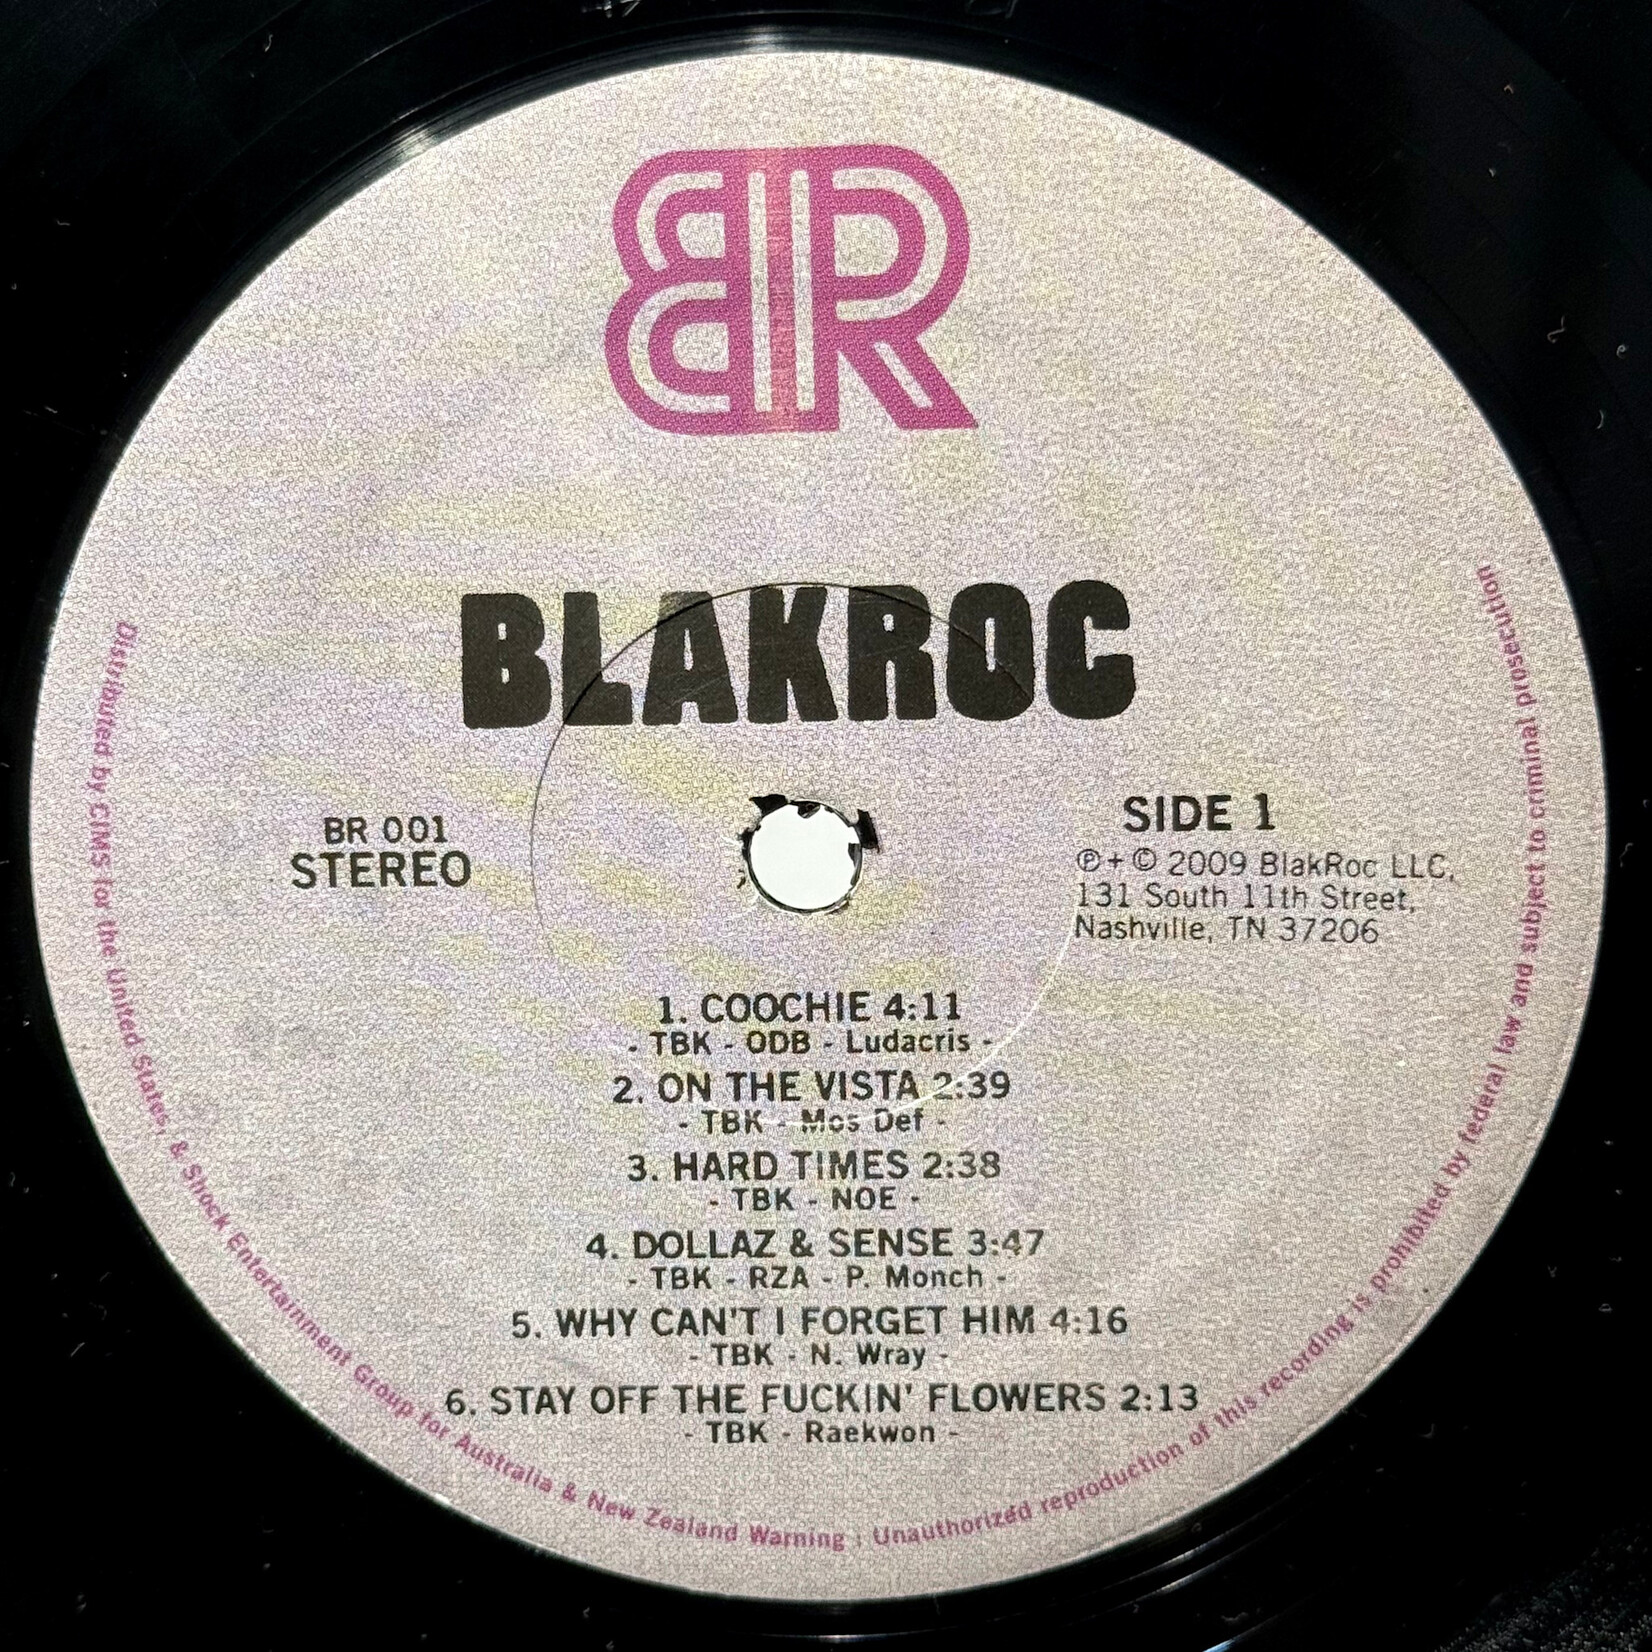 BR
BLAKROC
BR 001
STEREO
SIDE 1
℗+© 2009 BlakRoc LLC,
131 South 11th Street,
Nashville, TN 37206
1. COOCHIE 4:11
- TBK - ODB - Ludacris -
2. ON THE VISTA 2:39
- TBK - Mos Def -
3. HARD TIMES 2:38
- TBK - NOE -
4. DOLLAZ & SENSE 3:47
- TBK - RZA - P. Monch -
5. WHY CAN'T I FORGET HIM 4:16
- TBK - N. Wray -
6. STAY OFF THE FUCKIN' FLOWERS 2:13
- TBK - Raekwon -
Distributed by CIMS for the United States, & Shock Entertainment Group for Australia & New Zealand Warning : Unauthorized reproduction of this recording is prohibited by federal law and subject to criminal prosecution